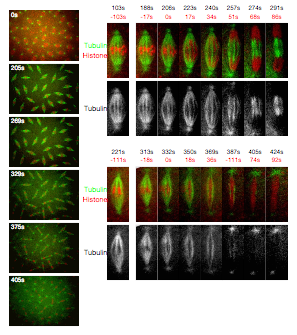 0s
205s
269s
329s
375s
405s
103s 188s 206s 223s 240s 257s 274s 291s
-103s -17s 0s 17s 34s 51s 68s 86s
Tubulin
Histone
Tubulin
221s 313s 332s 350s 369s 387s 405s 424s
-111s -18s 0s 18s 36s -111s 74s 92s
Tubulin
Histone
Tubulin